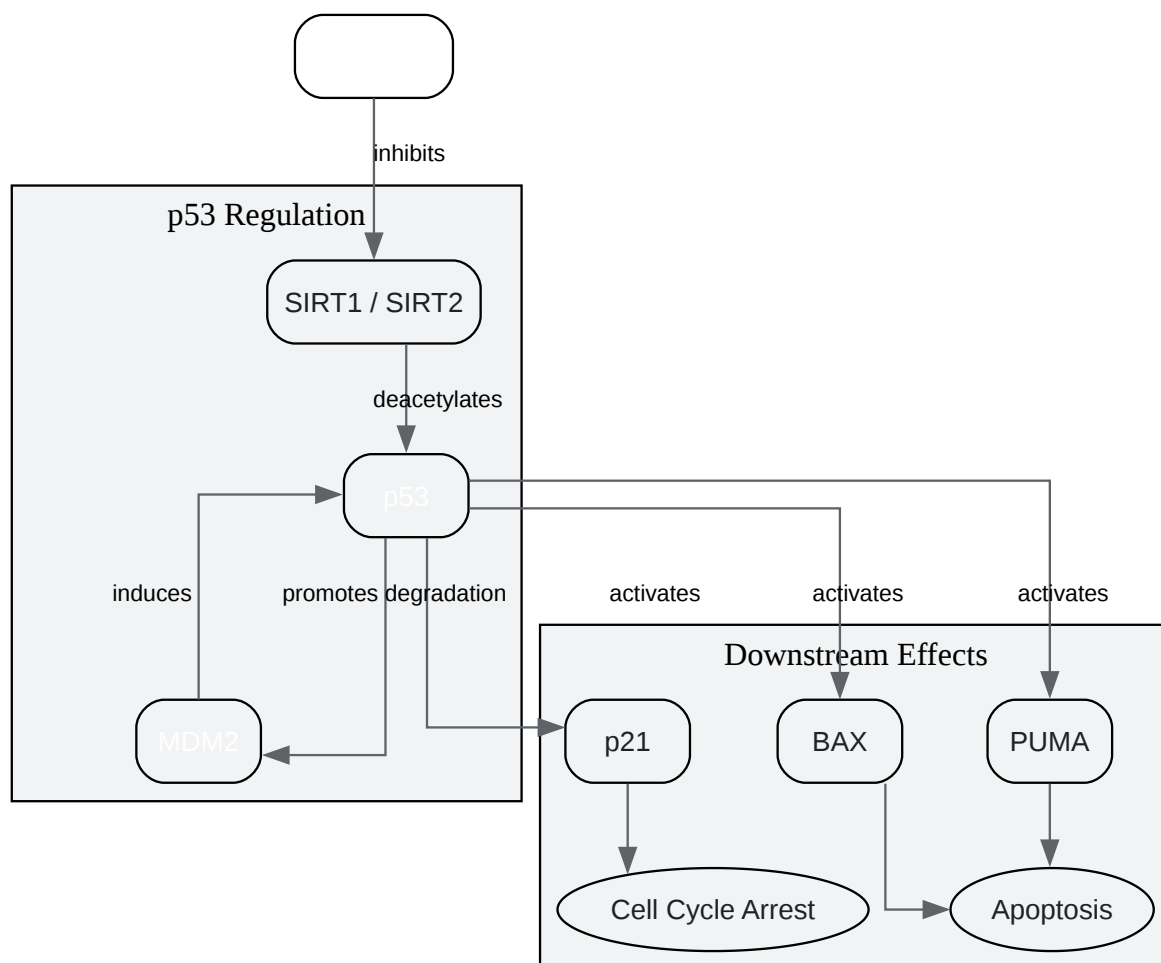 inhibits
p53 Regulation
SIRT1 / SIRT2
deacetylates
p53
induces
promotes degradation
activates
activates
activates
Downstream Effects
MDM2
p21
BAX
PUMA
Cell Cycle Arrest
Apoptosis